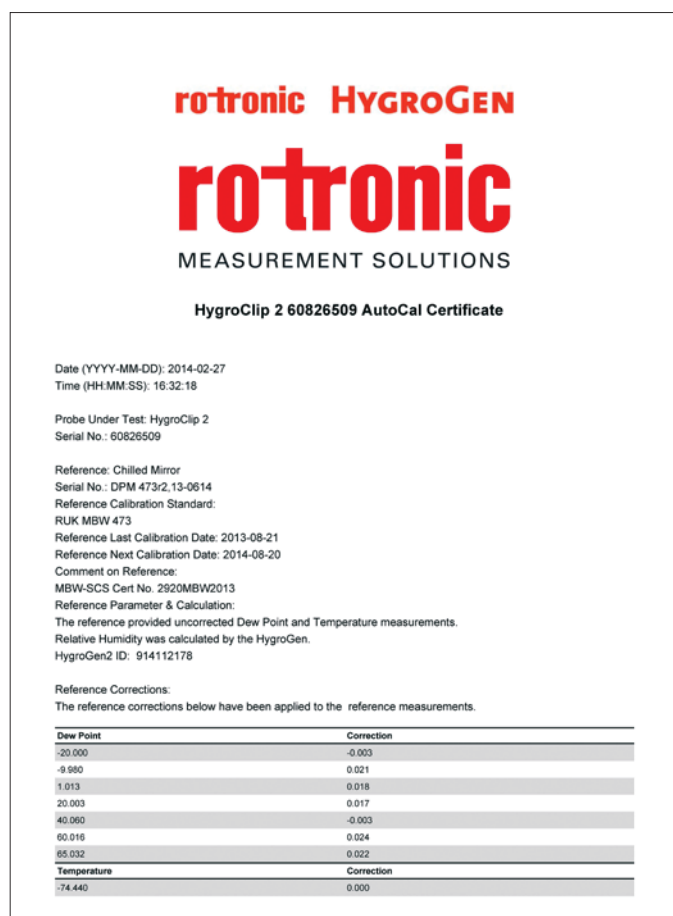 rotronic HYGROGEN
rotronic
MEASUREMENT SOLUTIONS
HygroClip 2 60826509 AutoCal Certificate
Date (YYYY-MM-DD): 2014-02-27
Time (HH:MM:SS): 16:32:18
Probe Under Test: HygroClip 2
Serial No.: 60826509
Reference: Chilled Mirror
Serial No.: DPM 473r2,13-0614
Reference Calibration Standard:
RUK MBW 473
Reference Last Calibration Date: 2013-08-21
Reference Next Calibration Date: 2014-08-20
Comment on Reference:
MBW-SCS Cert No. 2920MBW2013
Reference Parameter & Calculation:
The reference provided uncorrected Dew Point and Temperature measurements.
Relative Humidity was calculated by the HygroGen.
HygroGen2 ID: 914112178
Reference Corrections:
The reference corrections below have been applied to the reference measurements.
Dew Point Correction
-20.000 -0.003
-9.980 0.021
1.013 0.018
20.003 0.017
40.060 -0.003
60.016 0.024
65.032 0.022
Temperature Correction
-74.440 0.000